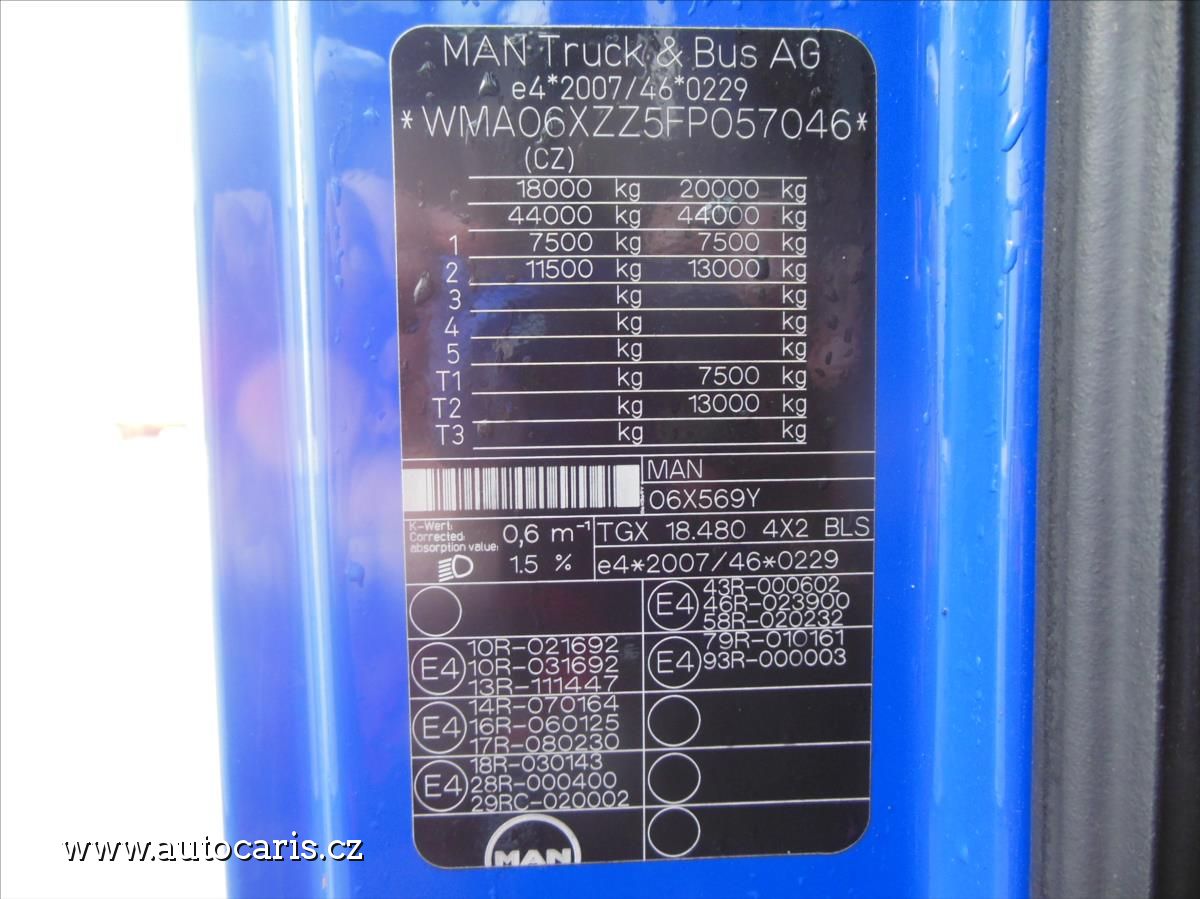 MAN Truck & Bus AG
e4*2007/46*0229
*WMA06XZZ5FP057046*
(CZ)
18000 kg 20000 kg
44000 kg 44000 kg
1 7500 kg 7500 kg
2 11500 kg 13000 kg
3 kg kg
4 kg kg
5 kg kg
T1 kg 7500 kg
T2 kg 13000 kg
T3 kg kg
MAN
06X569Y
K-Wert:
Corrected:
absorption value:
0,6 m⁻¹
1.5 %
TGX 18.480 4X2 BLS
e4*2007/46*0229
E4
10R-021692
10R-031692
13R-111447
E4
14R-070164
16R-060125
17R-080230
E4
18R-030143
28R-000400
29RC-020002
E4
43R-000602
46R-023900
58R-020232
E4
79R-010161
93R-000003
MAN
www.autocaris.cz